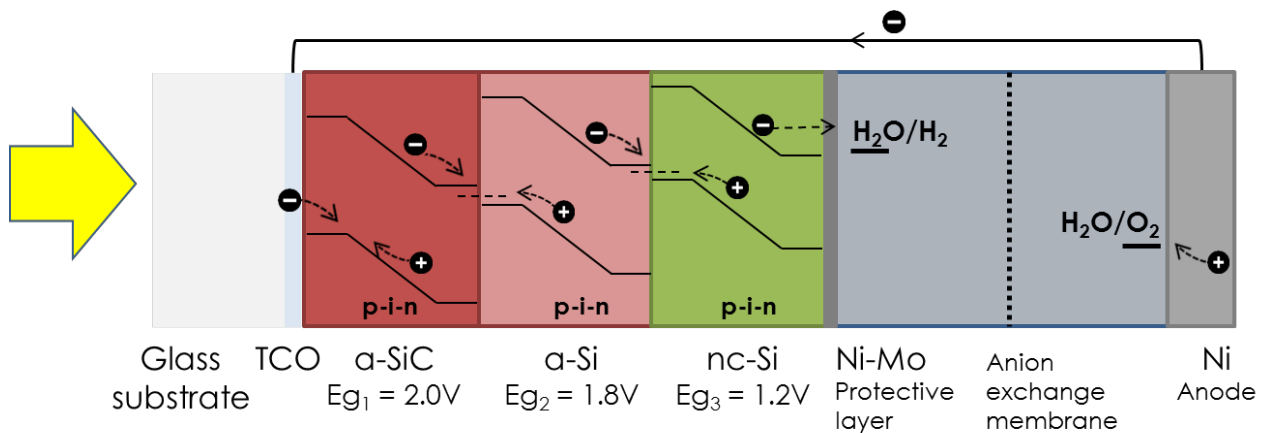 H₂O/H₂
H₂O/O₂
p-i-n
p-i-n
p-i-n
Glass
substrate
TCO
a-SiC
Eg₁ = 2.0V
a-Si
Eg₂ = 1.8V
nc-Si
Eg₃ = 1.2V
Ni-Mo
Protective
layer
Anion
exchange
membrane
Ni
Anode